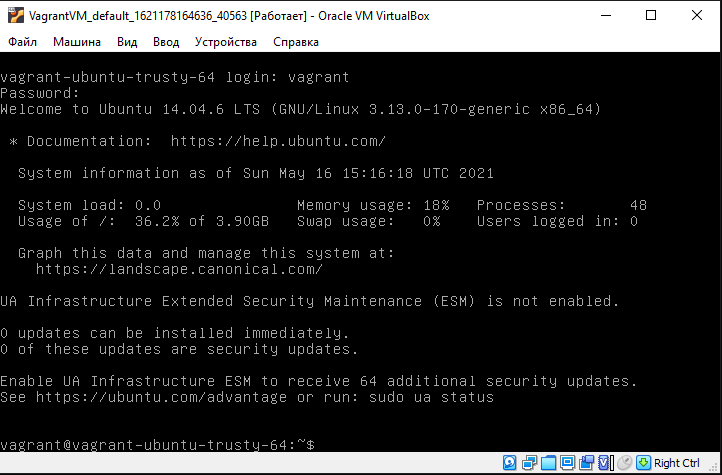 VagrantVM_default_1621178164636_40563 [Работает] - Oracle VM VirtualBox
Файл Машина Вид Ввод Устройства Справка
vagrant-ubuntu-trusty-64 login: vagrant
Password:
Welcome to Ubuntu 14.04.6 LTS (GNU/Linux 3.13.0-170-generic x86_64)
* Documentation: https://help.ubuntu.com/
System information as of Sun May 16 15:16:18 UTC 2021
System load: 0.0 Memory usage: 18% Processes: 48
Usage of /: 36.2% of 3.90GB Swap usage: 0% Users logged in: 0
Graph this data and manage this system at:
https://landscape.canonical.com/
UA Infrastructure Extended Security Maintenance (ESM) is not enabled.
0 updates can be installed immediately.
0 of these updates are security updates.
Enable UA Infrastructure ESM to receive 64 additional security updates.
See https://ubuntu.com/advantage or run: sudo ua status
vagrant@vagrant-ubuntu-trusty-64:~$
Right Ctrl